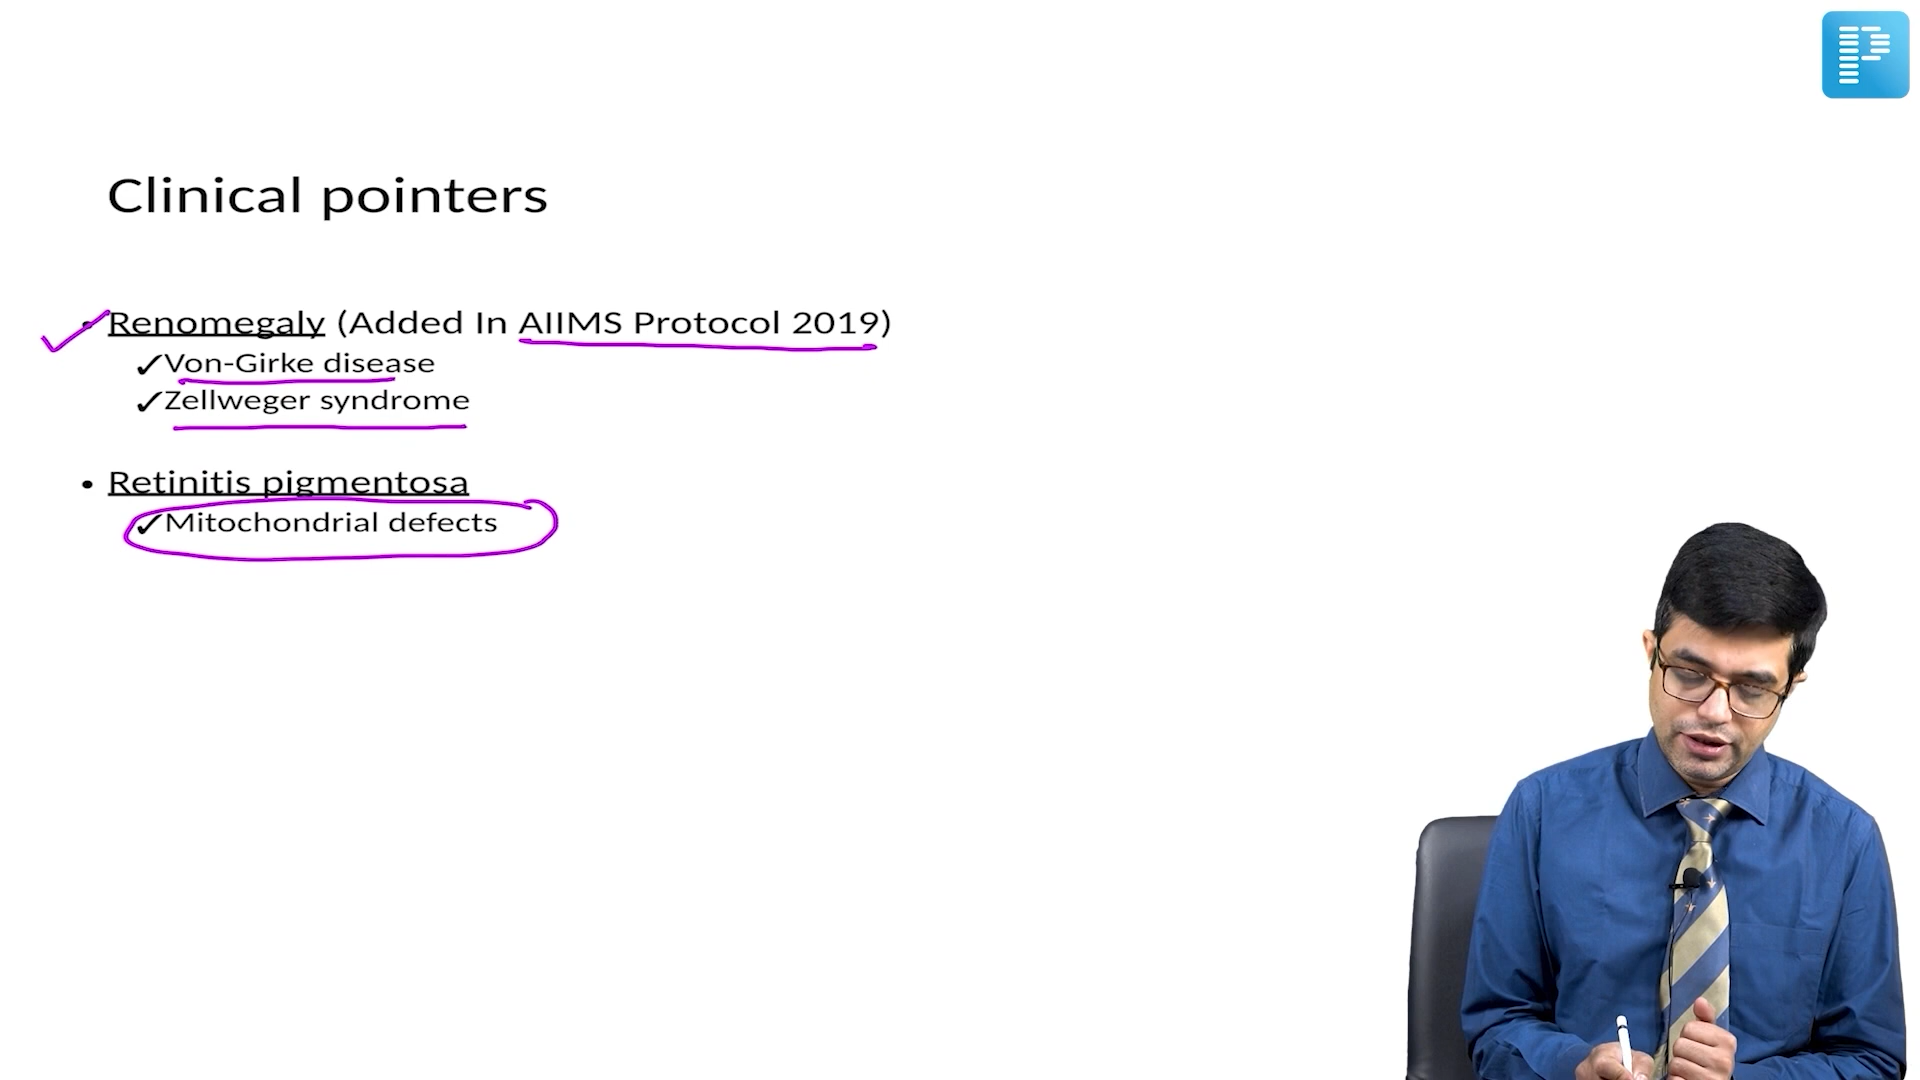 Clinical pointers
• Renomegaly (Added In AIIMS Protocol 2019)
✓Von-Girke disease
✓Zellweger syndrome
• Retinitis pigmentosa
✓Mitochondrial defects